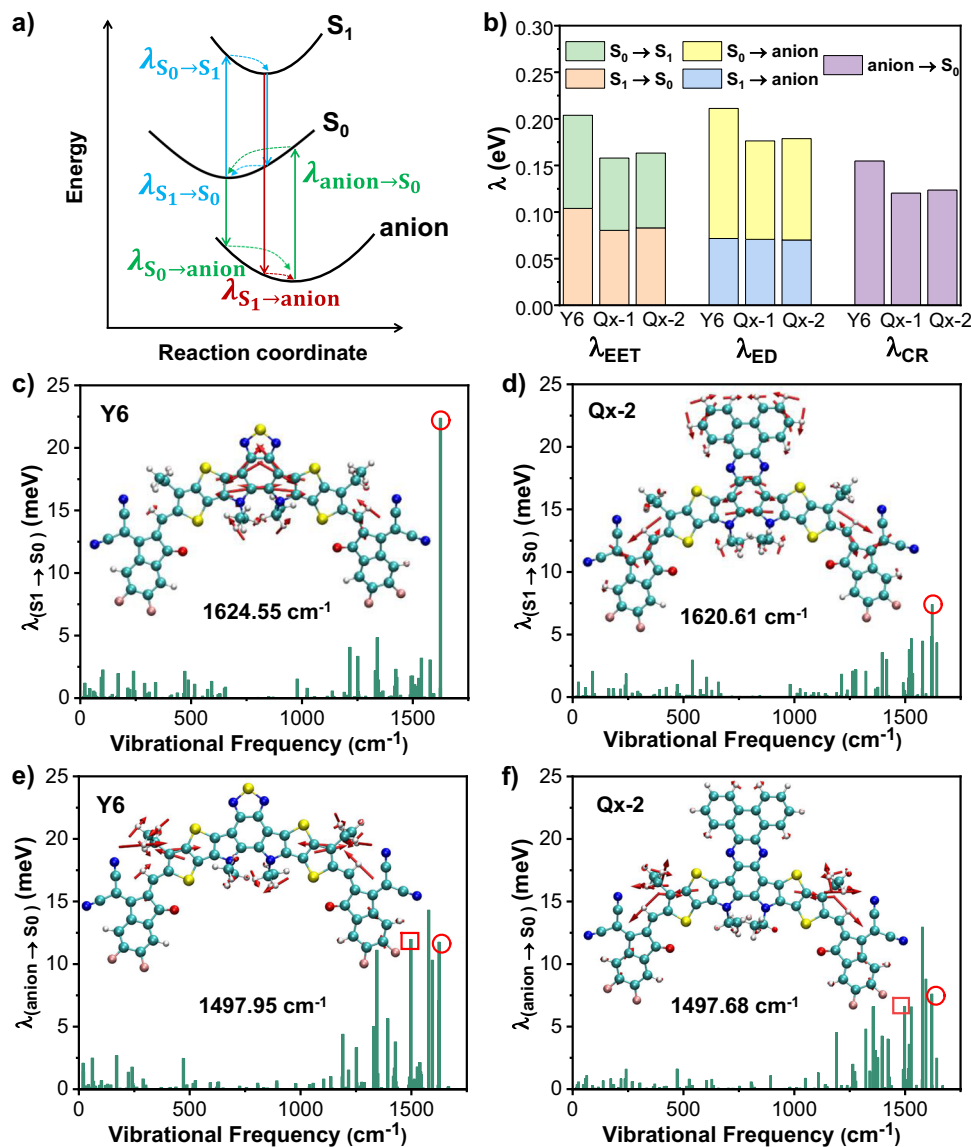 a)
S₁
λS₀→S₁
S₀
λanion→S₀
λS₁→S₀
anion
λS₀→anion
λS₁→anion
Energy
Reaction coordinate
b)
0.30
0.25
0.20
0.15
0.10
0.05
0.00
λ (eV)
S₀→S₁
S₀→anion
anion→S₀
S₁→S₀
S₁→anion
Y6 Qx-1 Qx-2
Y6 Qx-1 Qx-2
Y6 Qx-1 Qx-2
λEET
λED
λCR
c)
Y6
25
20
15
10
5
0
λ(S1→S0) (meV)
1624.55 cm⁻¹
0 500 1000 1500
Vibrational Frequency (cm⁻¹)
d)
Qx-2
25
20
15
10
5
0
λ(S1→S0) (meV)
1620.61 cm⁻¹
0 500 1000 1500
Vibrational Frequency (cm⁻¹)
e)
Y6
25
20
15
10
5
0
λ(anion→S0) (meV)
1497.95 cm⁻¹
0 500 1000 1500
Vibrational Frequency (cm⁻¹)
f)
Qx-2
25
20
15
10
5
0
λ(anion→S0) (meV)
1497.68 cm⁻¹
0 500 1000 1500
Vibrational Frequency (cm⁻¹)